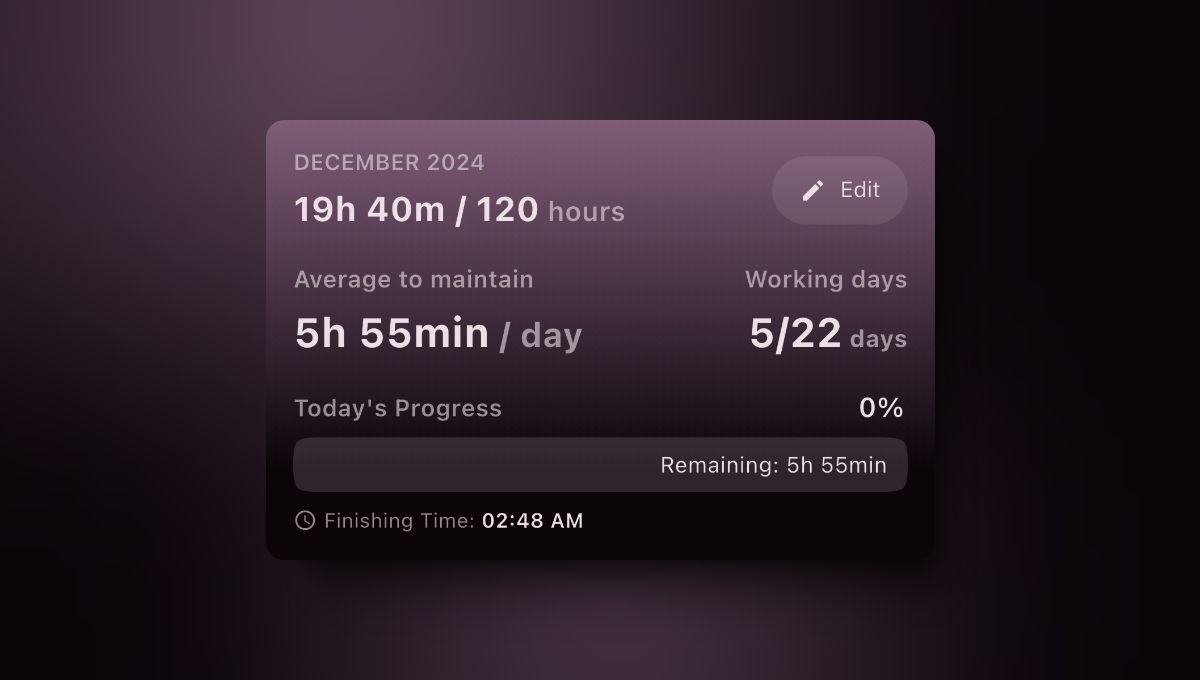 DECEMBER 2024
19h 40m / 120 hours
Edit
Average to maintain
5h 55min / day
Working days
5/22 days
Today's Progress
0%
Remaining: 5h 55min
Finishing Time: 02:48 AM